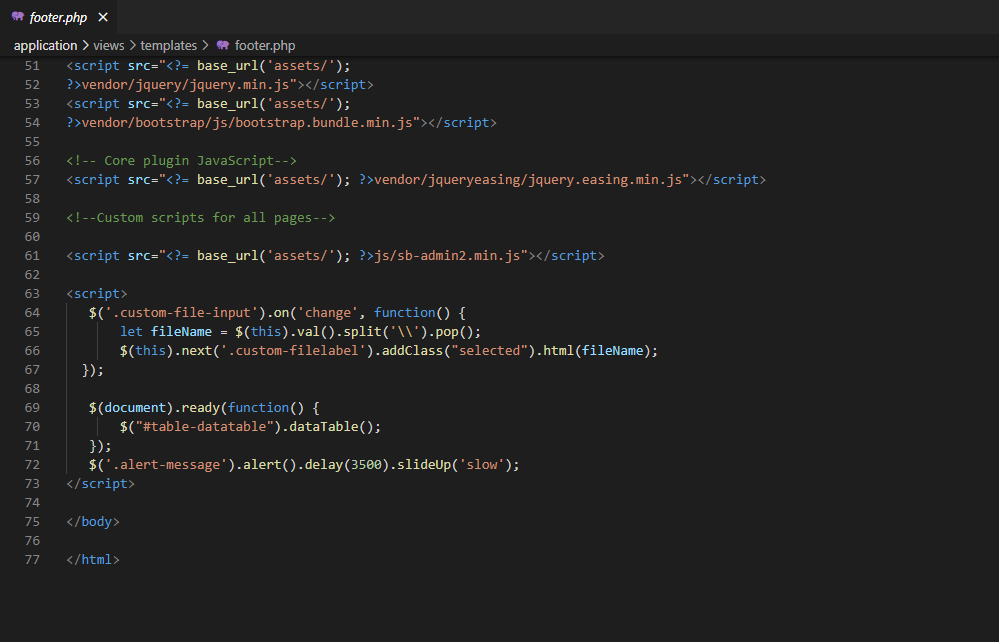 footer.php ×
application > views > templates > footer.php
51 <script src="<?= base_url('assets/');
52 ?>vendor/jquery/jquery.min.js"></script>
53 <script src="<?= base_url('assets/');
54 ?>vendor/bootstrap/js/bootstrap.bundle.min.js"></script>
55
56 <!-- Core plugin JavaScript-->
57 <script src="<?= base_url('assets/'); ?>vendor/jqueryeasing/jquery.easing.min.js"></script>
58
59 <!--Custom scripts for all pages-->
60
61 <script src="<?= base_url('assets/'); ?>js/sb-admin2.min.js"></script>
62
63 <script>
64 $('.custom-file-input').on('change', function() {
65 let fileName = $(this).val().split('\\').pop();
66 $(this).next('.custom-filelabel').addClass("selected").html(fileName);
67 });
68
69 $(document).ready(function() {
70 $("#table-datatable").dataTable();
71 });
72 $('.alert-message').alert().delay(3500).slideUp('slow');
73 </script>
74
75 </body>
76
77 </html>